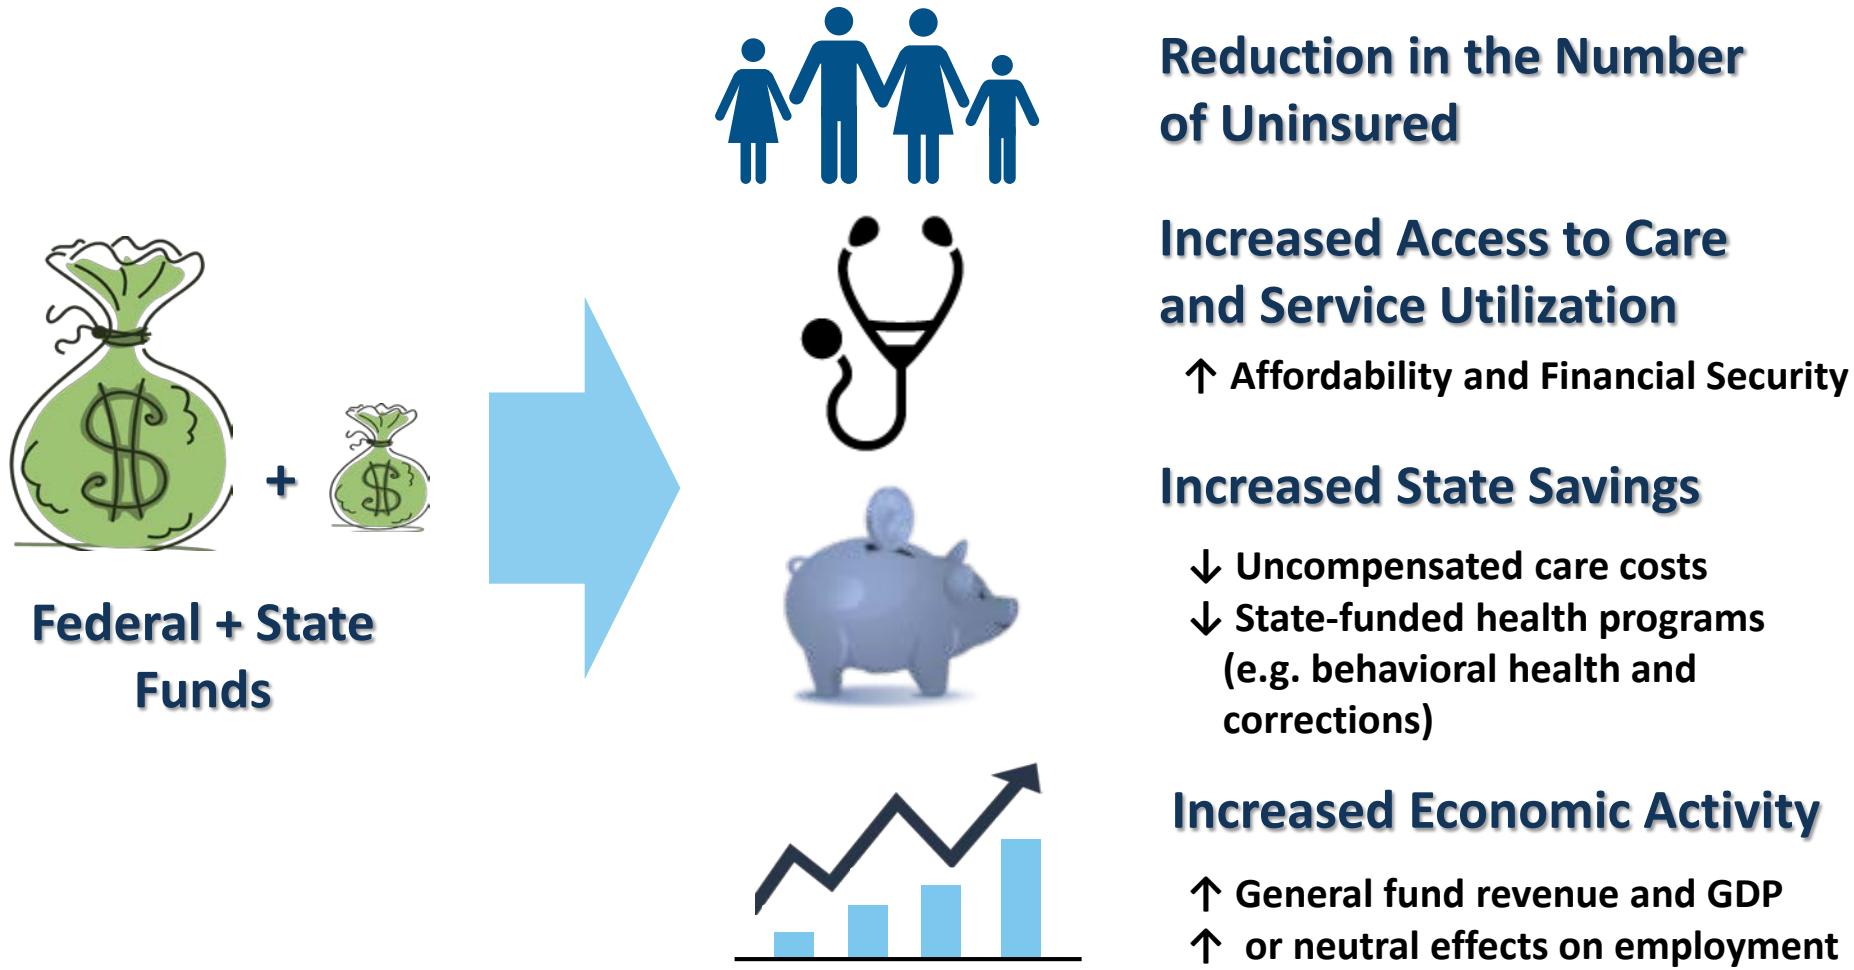 Reduction in the Number
of Uninsured
Increased Access to Care
and Service Utilization
↑ Affordability and Financial Security
$
+
$
Federal + State
Funds
Increased State Savings
↓ Uncompensated care costs
↓ State-funded health programs
(e.g. behavioral health and
corrections)
Increased Economic Activity
↑ General fund revenue and GDP
↑ or neutral effects on employment